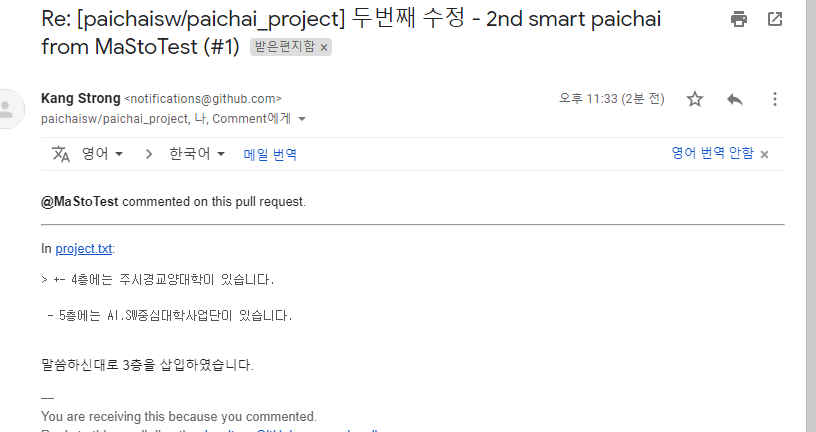 Re: [paichaisw/paichai_project] 두번째 수정 - 2nd smart paichai
from MaStoTest (#1) 받은편지함 ×
Kang Strong <notifications@github.com> 오후 11:33 (2분 전)
paichaisw/paichai_project, 나, Comment에게
영어 > 한국어 메일 번역 영어 번역 안함 ×
@MaStoTest commented on this pull request.
In project.txt:
> +- 4층에는 주시경교양대학이 있습니다.
- 5층에는 AI.SW중심대학사업단이 있습니다.
말씀하신대로 3층을 삽입하였습니다.
—
You are receiving this because you commented.